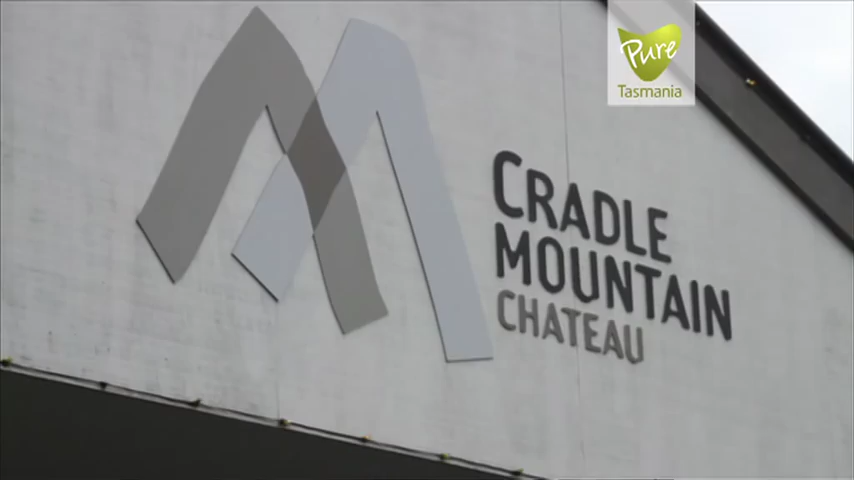 Pure
Tasmania
CRADLE
MOUNTAIN
CHATEAU